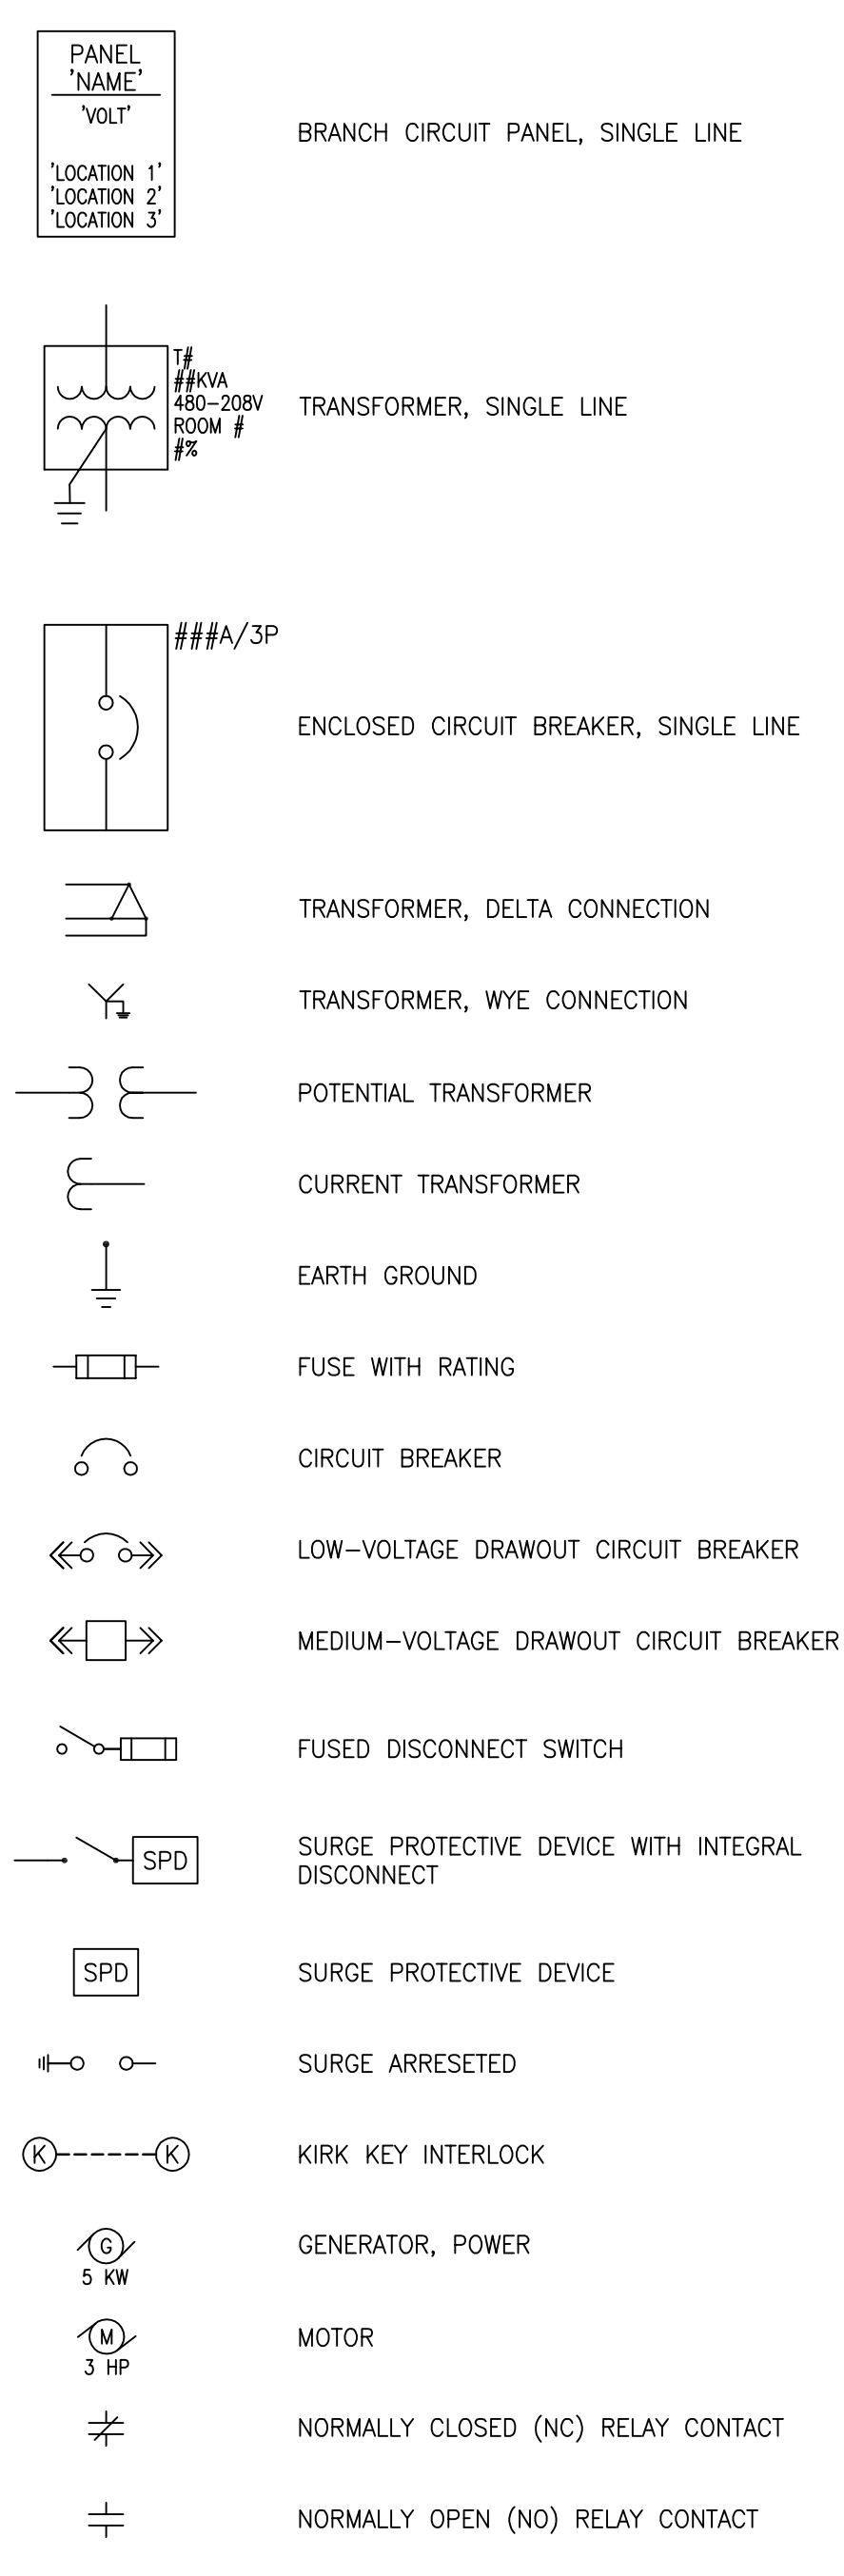 PANEL
'NAME'
'VOLT'
'LOCATION 1'
'LOCATION 2'
'LOCATION 3'
BRANCH CIRCUIT PANEL, SINGLE LINE
T#
##KVA
480-208V
ROOM #
#%
TRANSFORMER, SINGLE LINE
###A/3P
ENCLOSED CIRCUIT BREAKER, SINGLE LINE
TRANSFORMER, DELTA CONNECTION
TRANSFORMER, WYE CONNECTION
POTENTIAL TRANSFORMER
CURRENT TRANSFORMER
EARTH GROUND
FUSE WITH RATING
CIRCUIT BREAKER
LOW-VOLTAGE DRAWOUT CIRCUIT BREAKER
MEDIUM-VOLTAGE DRAWOUT CIRCUIT BREAKER
FUSED DISCONNECT SWITCH
SPD
SURGE PROTECTIVE DEVICE WITH INTEGRAL
DISCONNECT
SPD
SURGE PROTECTIVE DEVICE
SURGE ARRESETED
K K
KIRK KEY INTERLOCK
G
5 KW
GENERATOR, POWER
M
3 HP
MOTOR
NORMALLY CLOSED (NC) RELAY CONTACT
NORMALLY OPEN (NO) RELAY CONTACT